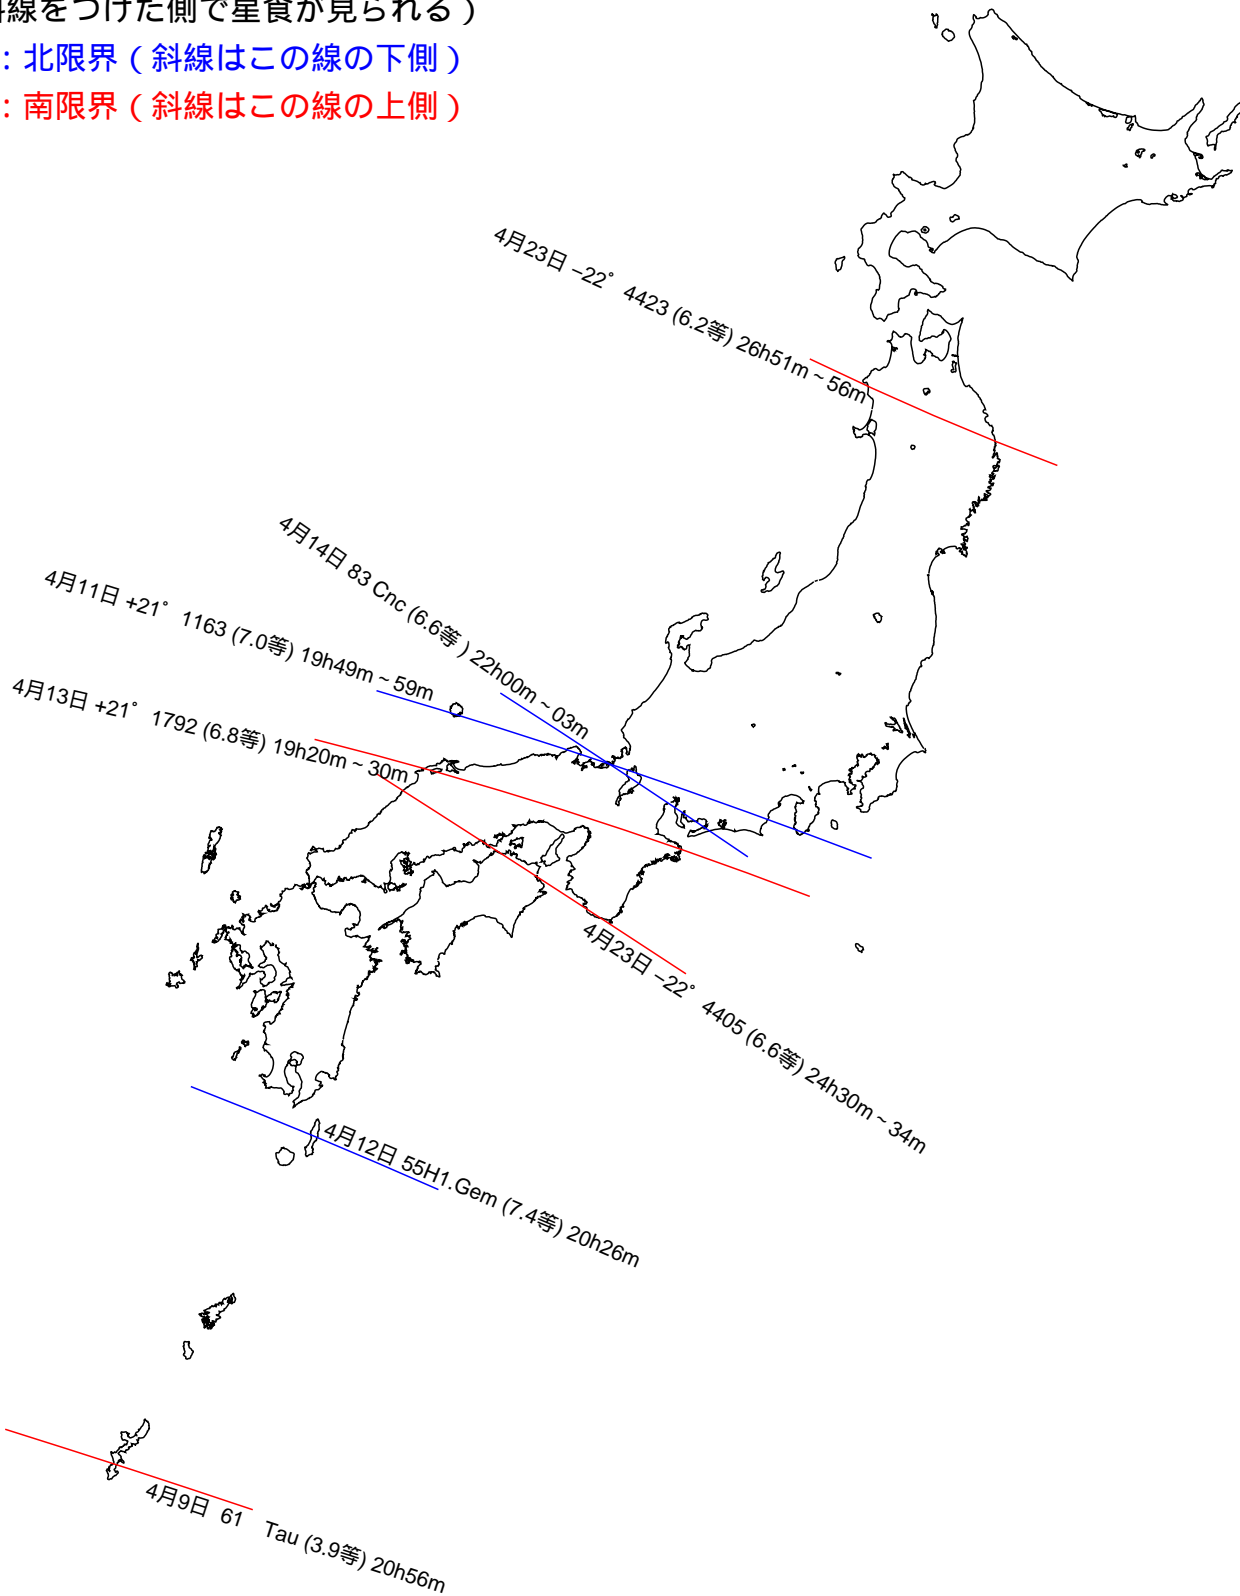 斜線をつけた側で星食が見られる）
：北限界（斜線はこの線の下側）
：南限界（斜線はこの線の上側）
4月23日 −22° 4423 (6.2等) 26h51m ~ 56m
4月14日 83 Cnc (6.6等 ) 22h00m ~ 03m
4月11日 +21° 1163 (7.0等) 19h49m ~ 59m
4月13日 +21° 1792 (6.8等) 19h20m ~ 30m
4月23日 −22° 4405 (6.6等) 24h30m ~ 34m
4月12日 55H1.Gem (7.4等) 20h26m
4月9日 61 Tau (3.9等) 20h56m